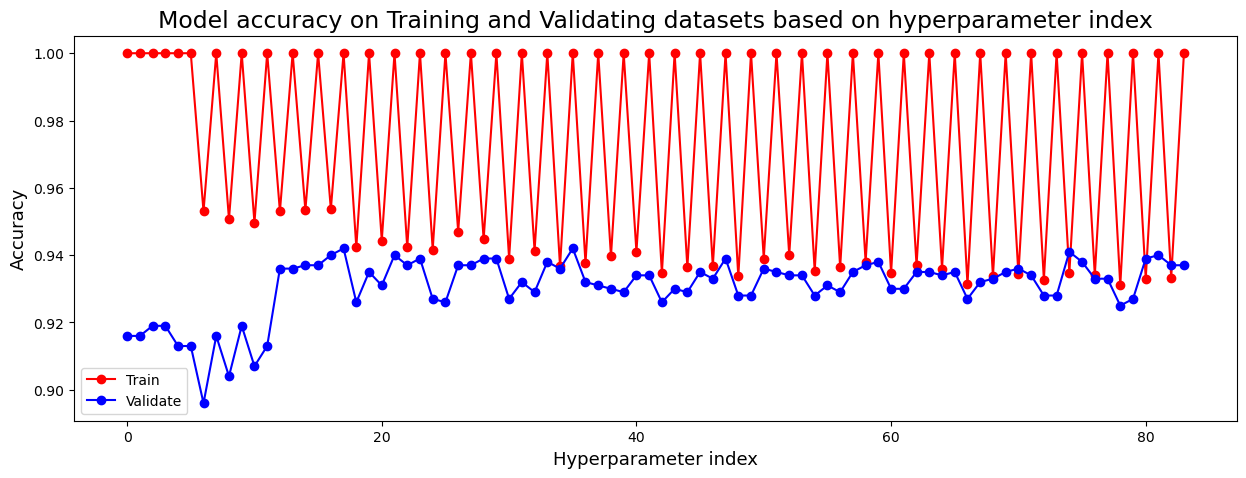 Model accuracy on Training and Validating datasets based on hyperparameter index
1.00
0.98
0.96
0.94
0.92
0.90
Accuracy
Train
Validate
0 20 40 60 80
Hyperparameter index